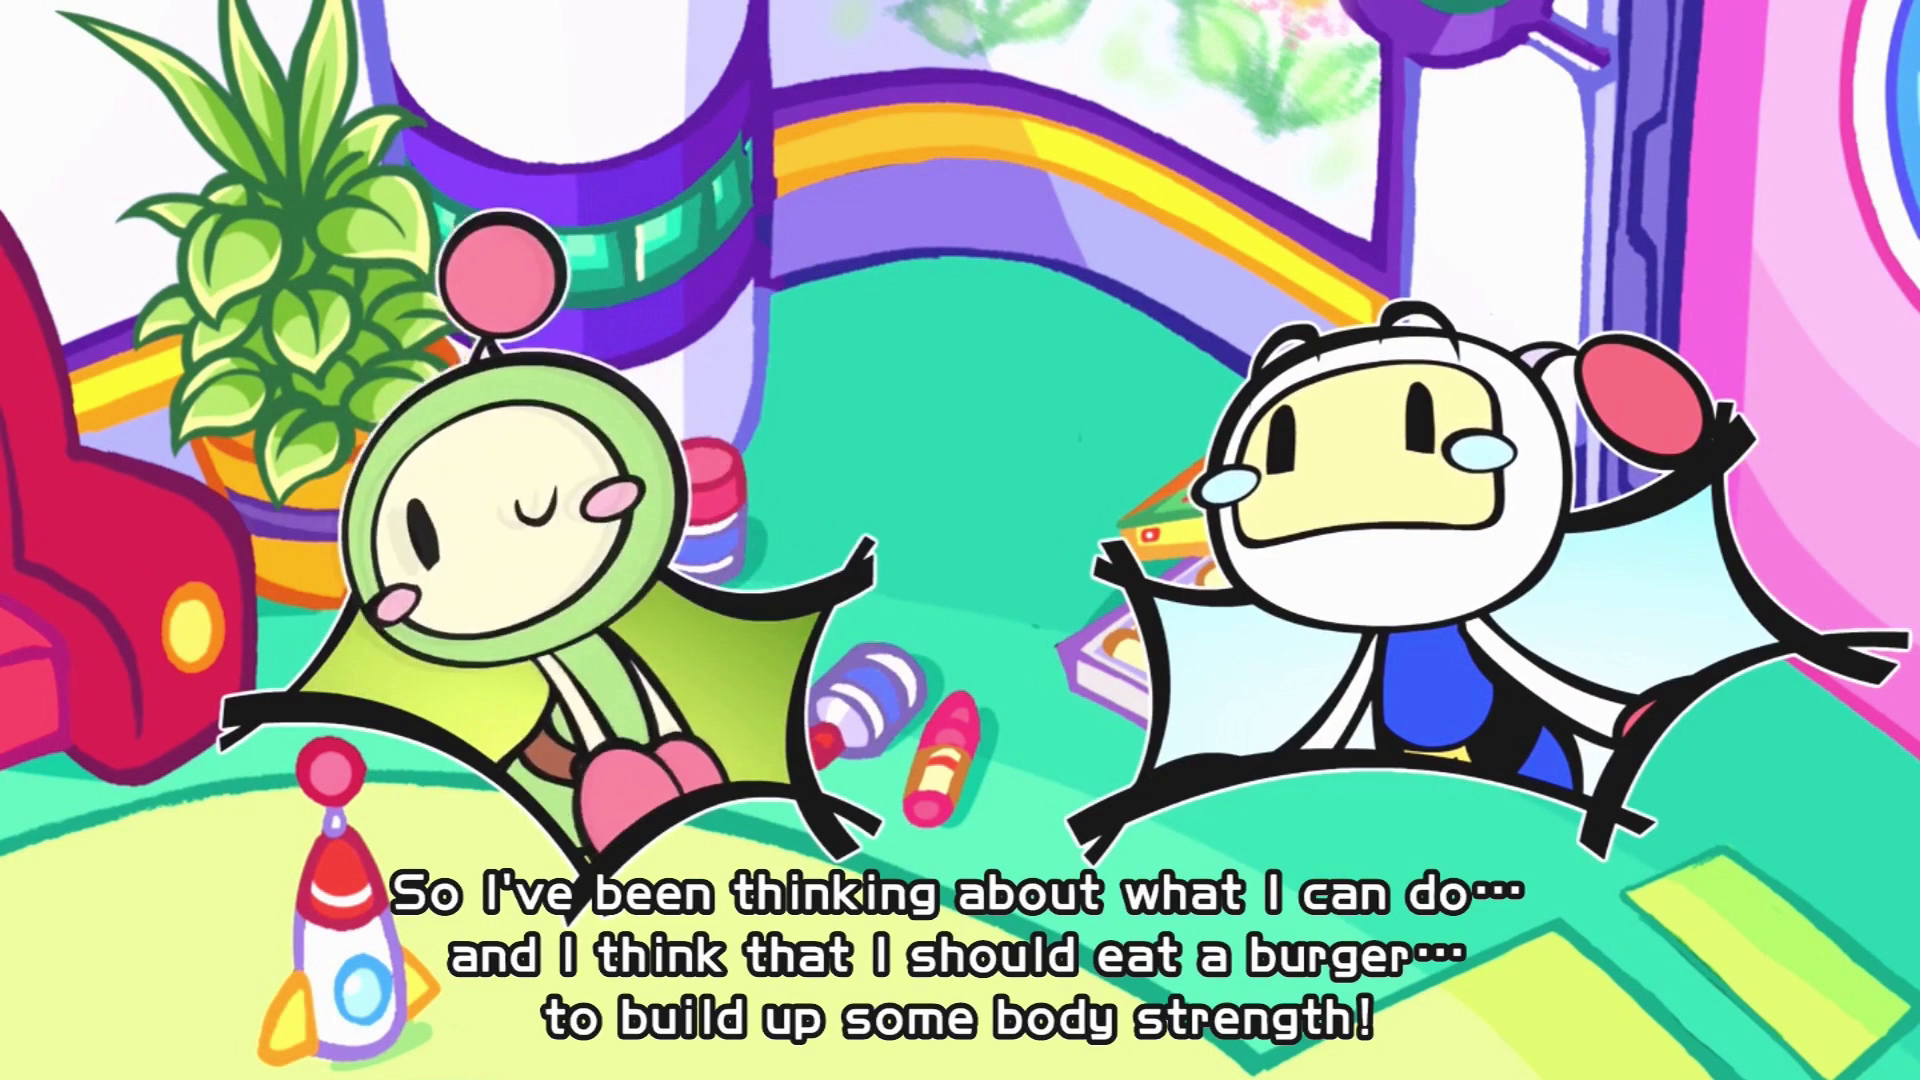 So I've been thinking about what I can do…
and I think that I should eat a burger…
to build up some body strength!